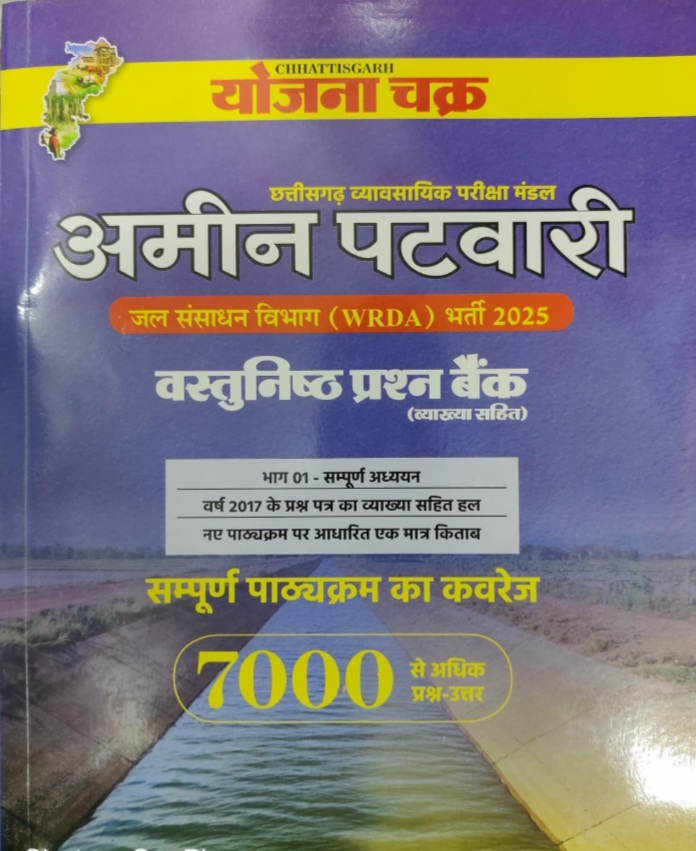 CHHATTISGARH
योजना चक्र
छत्तीसगढ़ व्यावसायिक परीक्षा मंडल
अमीन पटवारी
जल संसाधन विभाग (WRDA) भर्ती 2025
वस्तुनिष्ठ प्रश्न बैंक
(व्याख्या सहित)
भाग 01 - सम्पूर्ण अध्ययन
वर्ष 2017 के प्रश्न पत्र का व्याख्या सहित हल
नए पाठ्यक्रम पर आधारित एक मात्र किताब
सम्पूर्ण पाठ्यक्रम का कवरेज
7000 से अधिक
प्रश्न-उत्तर